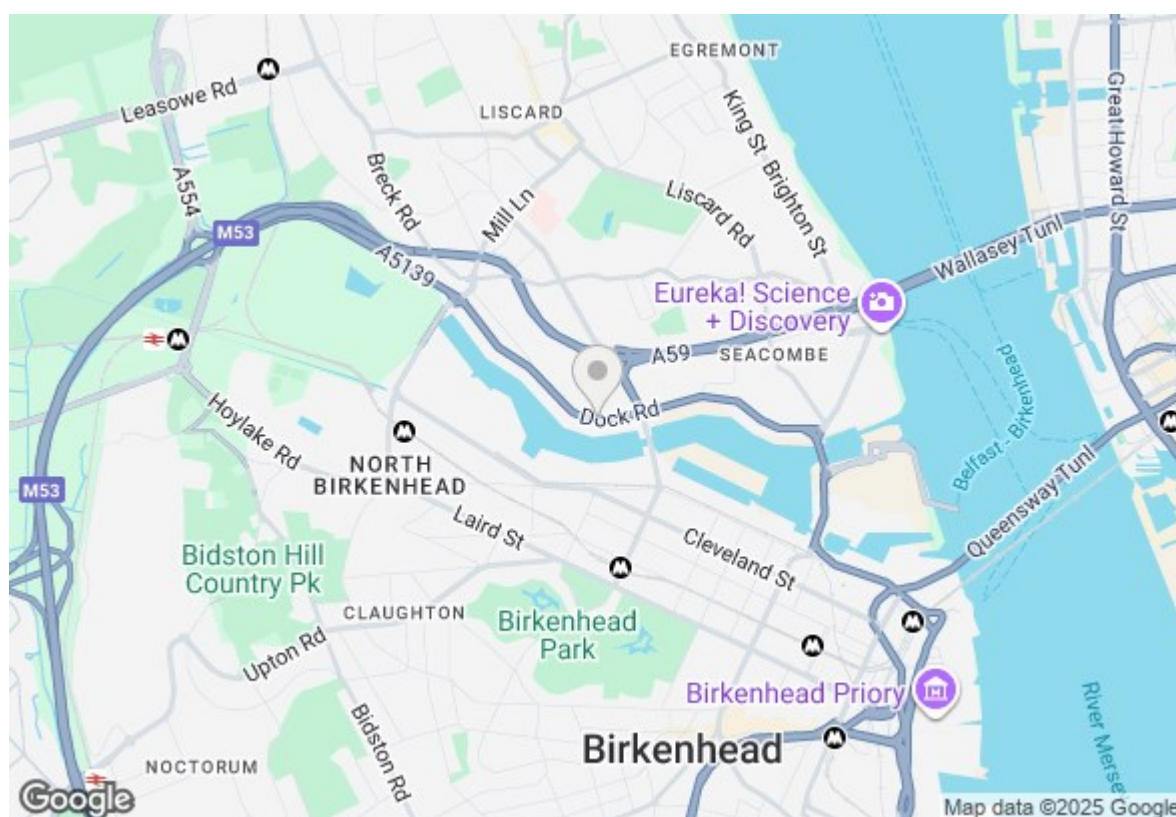 EGREMONT
Leasowe Rd
LISCARD
King St
Brighton St
Great Howard St
A554
Breck Rd
Mill Ln
Liscard Rd
M53
A5139
Wallasey Tunl
Eureka! Science
+ Discovery
A59
SEACOMBE
Dock Rd
Belfast - Birkenhead
Hoylake Rd
NORTH
BIRKENHEAD
M53
Queensway Tunl
Laird St
Cleveland St
Bidston Hill
Country Pk
CLAUGHTON
Birkenhead
Park
Upton Rd
Birkenhead Priory
River Mersey
Bidston Rd
Birkenhead
NOCTORUM
Google
Map data ©2025 Google